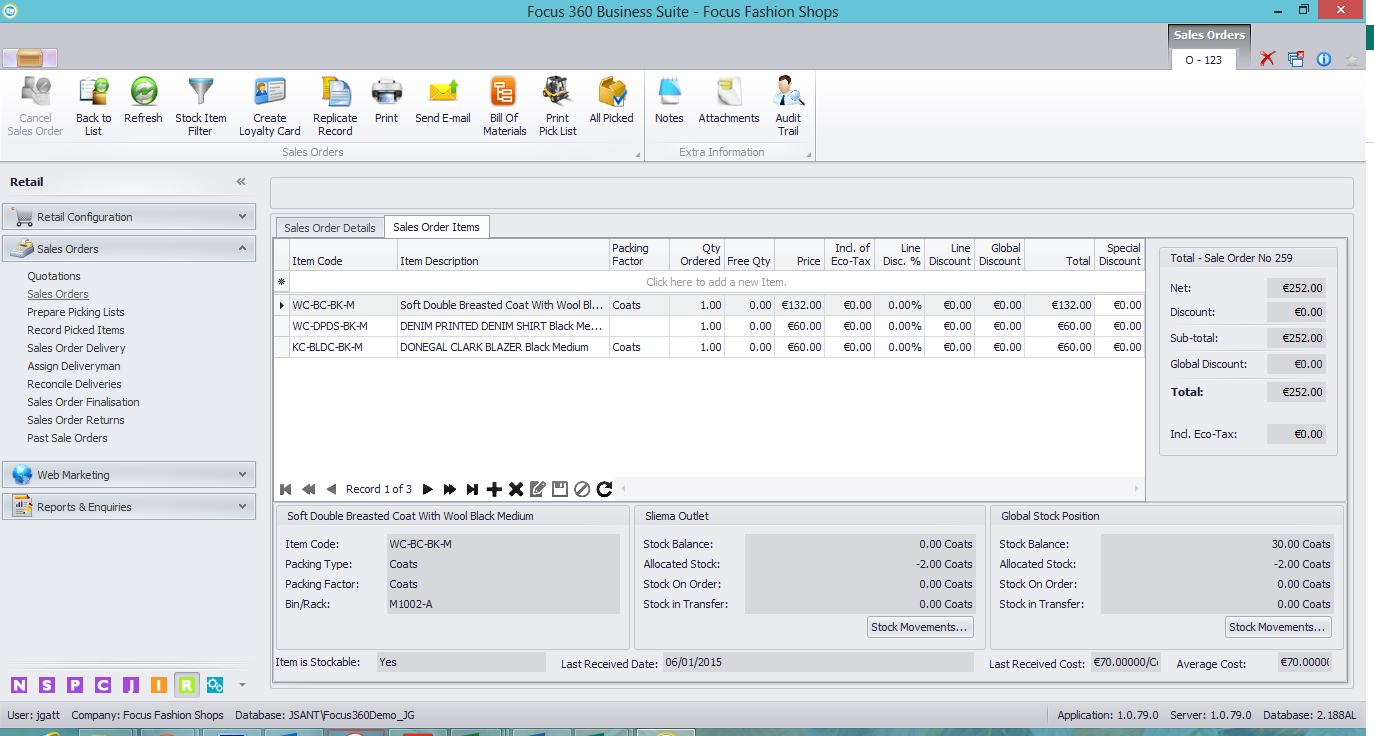 Focus 360 Business Suite - Focus Fashion Shops
Sales Orders
O - 123
Cancel Sales Order
Back to List
Refresh
Stock Item Filter
Create Loyalty Card
Replicate Record
Print
Send E-mail
Bill Of Materials
Print Pick List
All Picked
Notes
Attachments
Audit Trail
Sales Orders
Extra Information
Retail
Retail Configuration
Sales Orders
Quotations
Sales Orders
Prepare Picking Lists
Record Picked Items
Sales Order Delivery
Assign Deliveryman
Reconcile Deliveries
Sales Order Finalisation
Sales Order Returns
Past Sale Orders
Web Marketing
Reports & Enquiries
N S P C J I R
Sales Order Details Sales Order Items
Item Code Item Description Packing Factor Qty Ordered Free Qty Price Incl. of Eco-Tax Line Disc. % Line Discount Global Discount Total Special Discount
Click here to add a new item.
WC-BC-BK-M Soft Double Breasted Coat With Wool Bl... Coats 1.00 0.00 €132.00 €0.00 0.00% €0.00 €0.00 €132.00 €0.00
WC-DPDS-BK-M DENIM PRINTED DENIM SHIRT Black Me... 1.00 0.00 €60.00 €0.00 0.00% €0.00 €0.00 €60.00 €0.00
KC-BLDC-BK-M DONEGAL CLARK BLAZER Black Medium Coats 1.00 0.00 €60.00 €0.00 0.00% €0.00 €0.00 €60.00 €0.00
Record 1 of 3
Total - Sale Order No 259
Net: €252.00
Discount: €0.00
Sub-total: €252.00
Global Discount: €0.00
Total: €252.00
Incl. Eco-Tax: €0.00
Soft Double Breasted Coat With Wool Black Medium
Item Code: WC-BC-BK-M
Packing Type: Coats
Packing Factor: Coats
Bin/Rack: M1002-A
Sliema Outlet
Stock Balance: 0.00 Coats
Allocated Stock: -2.00 Coats
Stock On Order: 0.00 Coats
Stock in Transfer: 0.00 Coats
Stock Movements...
Global Stock Position
Stock Balance: 30.00 Coats
Allocated Stock: -2.00 Coats
Stock On Order: 0.00 Coats
Stock in Transfer: 0.00 Coats
Stock Movements...
Item is Stockable: Yes Last Received Date: 06/01/2015 Last Received Cost: €70.00000/C Average Cost: €70.0000
User: jgatt Company: Focus Fashion Shops Database: JSANT\Focus360Demo_JG Application: 1.0.79.0 Server: 1.0.79.0 Database: 2.188AL